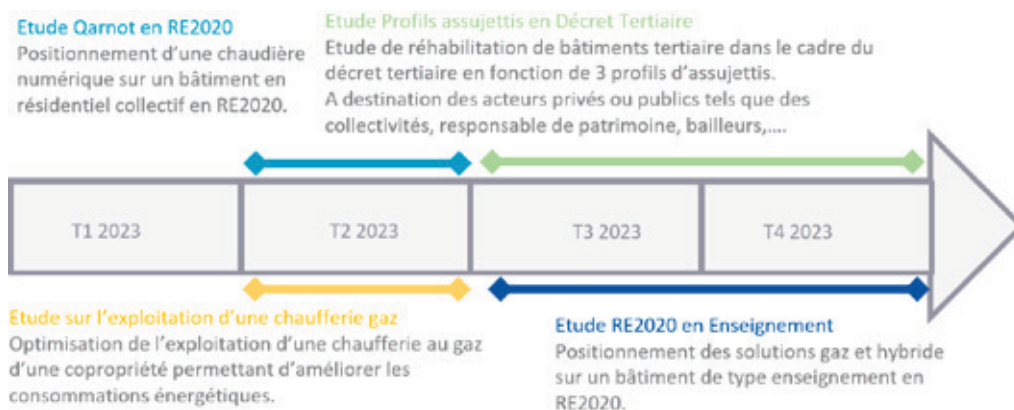 Etude Qarnot en RE2020
Positionnement d'une chaudière
numérique sur un bâtiment en
résidentiel collectif en RE2020.
Etude Profils assujettis en Décret Tertiaire
Etude de réhabilitation de bâtiments tertiaire dans le cadre du
décret tertiaire en fonction de 3 profils d'assujettis.
A destination des acteurs privés ou publics tels que des
collectivités, responsable de patrimoine, bailleurs,....
T1 2023
T2 2023
T3 2023
T4 2023
Etude sur l'exploitation d'une chaufferie gaz
Optimisation de l'exploitation d'une chaufferie au gaz
d'une copropriété permettant d'améliorer les
consommations énergétiques.
Etude RE2020 en Enseignement
Positionnement des solutions gaz et hybride
sur un bâtiment de type enseignement en
RE2020.